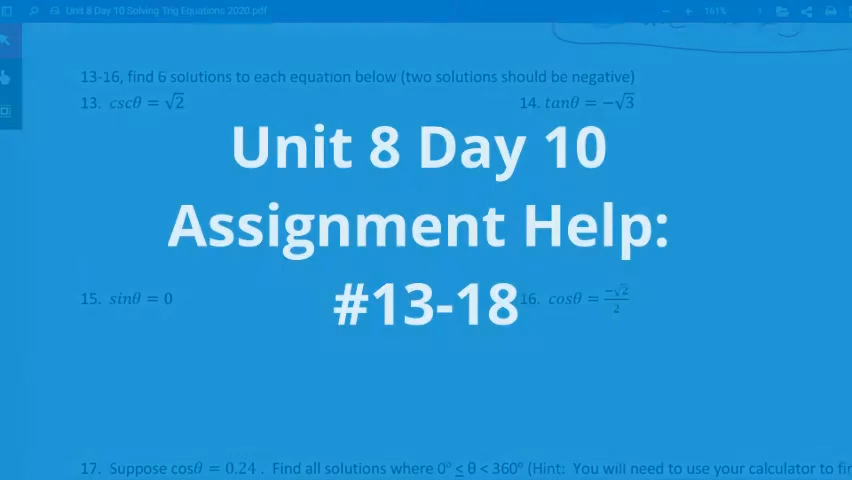 Unit 8 Day 10 Solving Trig Equations 2020.pdf
161%
13-16, find 6 solutions to each equation below (two solutions should be negative)
13. cscθ = √2
14. tanθ = −√3
Unit 8 Day 10
Assignment Help:
#13-18
15. sinθ = 0
16. cosθ = −√2/2
17. Suppose cosθ = 0.24 . Find all solutions where 0° ≤ θ < 360° (Hint: You will need to use your calculator to fi